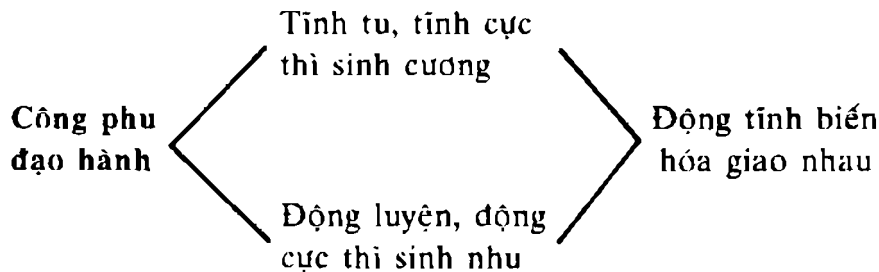 Tĩnh tu, tĩnh cực
thì sinh cương
Công phu
đạo hành
Động tĩnh biến
hóa giao nhau
Động luyện, động
cực thì sinh nhu